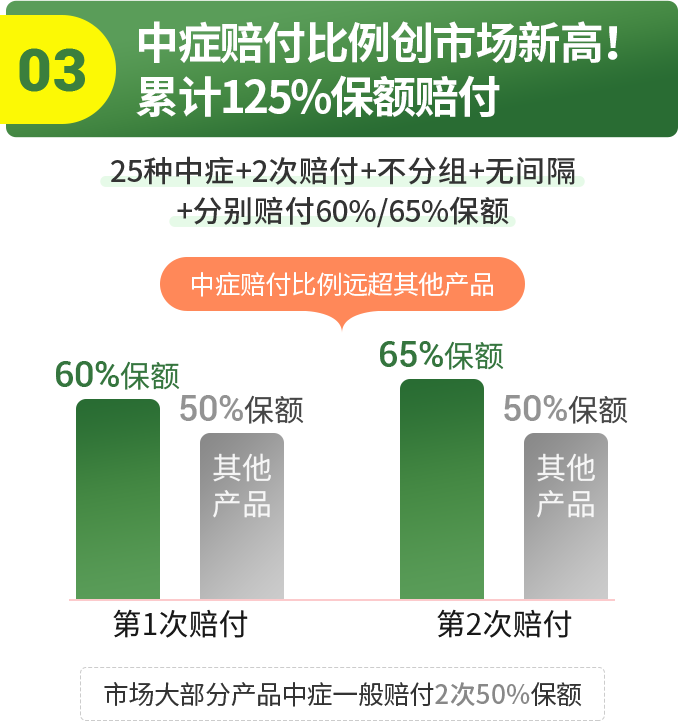 03
中症赔付比例创市场新高!
累计125%保额赔付
25种中症+2次赔付+不分组+无间隔
+分别赔付60%/65%保额
中症赔付比例远超其他产品
60%保额
50%保额
其他
产品
65%保额
50%保额
其他
产品
第1次赔付
第2次赔付
市场大部分产品中症一般赔付2次50%保额